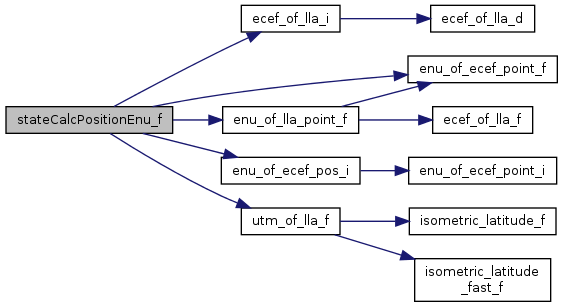 stateCalcPositionEnu_f
ecef_of_lla_i
ecef_of_lla_d
enu_of_ecef_point_f
enu_of_lla_point_f
ecef_of_lla_f
enu_of_ecef_pos_i
enu_of_ecef_point_i
utm_of_lla_f
isometric_latitude_f
isometric_latitude
_fast_f